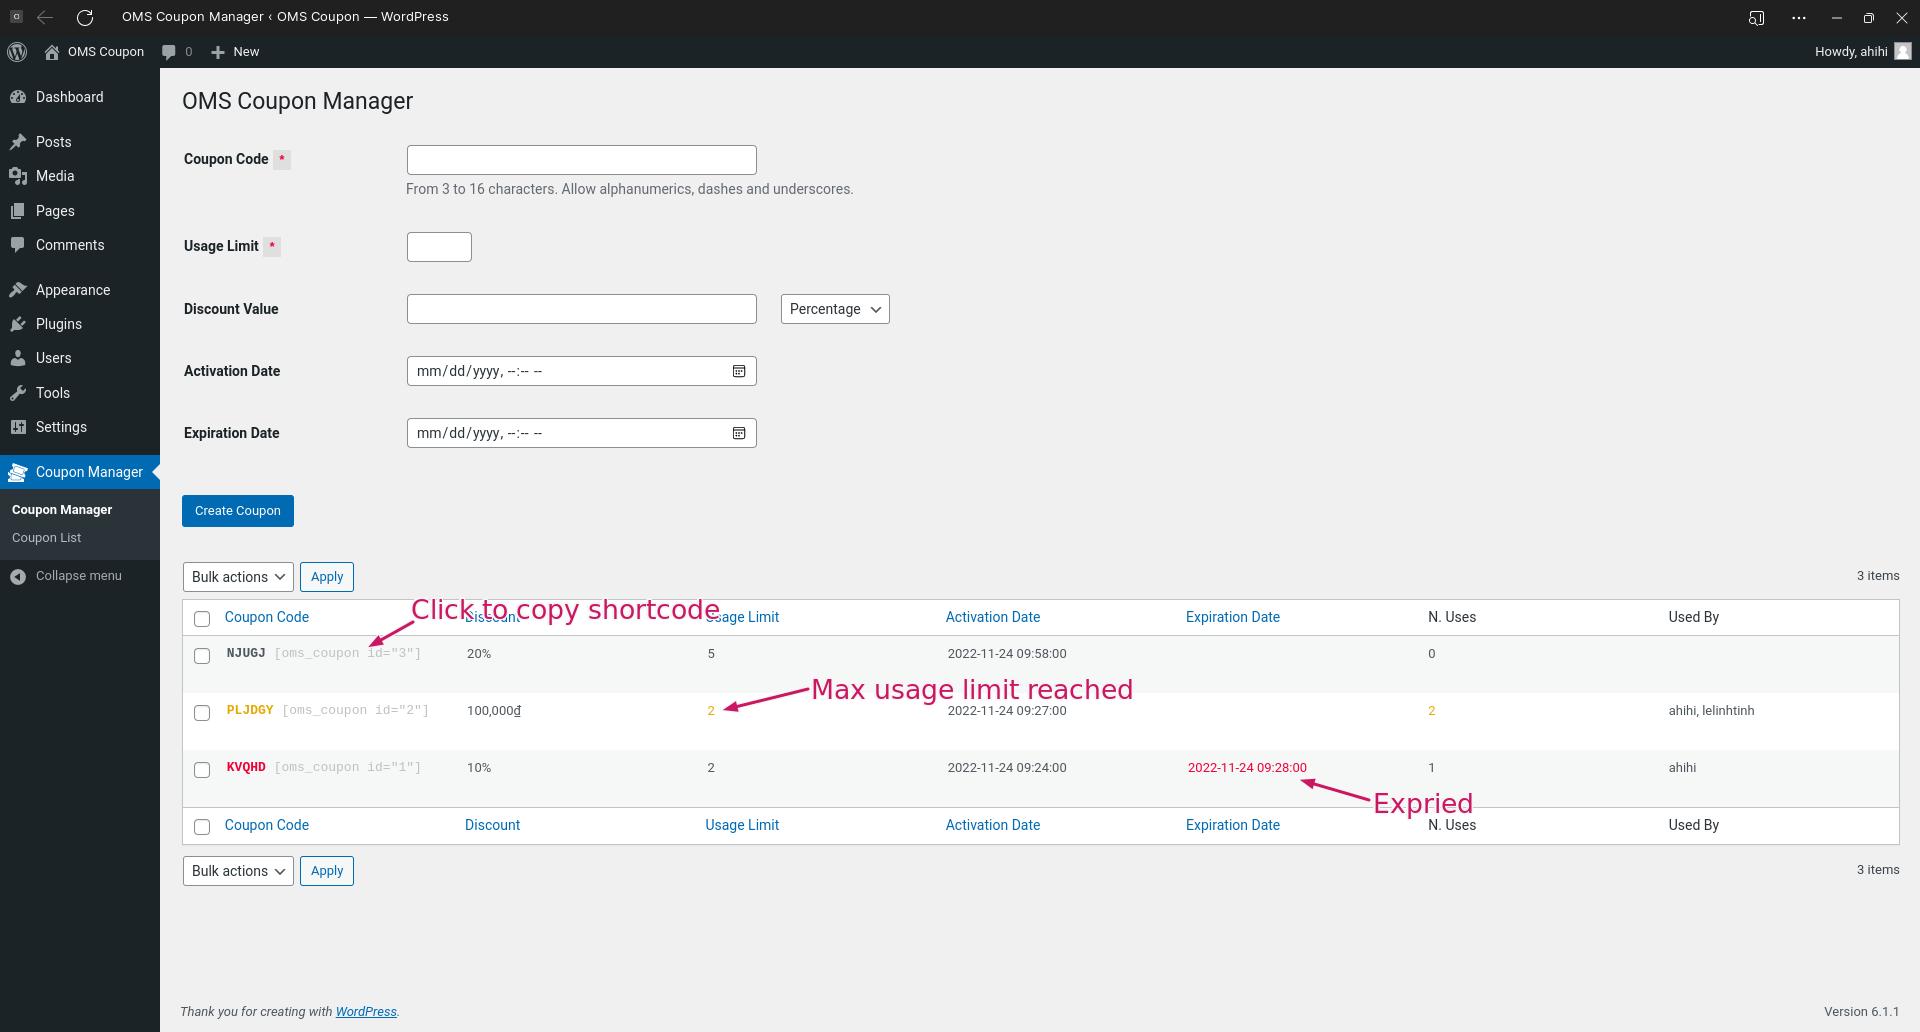 OMS Coupon Manager ‹ OMS Coupon — WordPress
OMS Coupon 0 New Howdy, ahihi
Dashboard
Posts
Media
Pages
Comments
Appearance
Plugins
Users
Tools
Settings
Coupon Manager
Coupon Manager
Coupon List
Collapse menu
OMS Coupon Manager
Coupon Code *
From 3 to 16 characters. Allow alphanumerics, dashes and underscores.
Usage Limit *
Discount Value Percentage
Activation Date mm/dd/yyyy, --:-- --
Expiration Date mm/dd/yyyy, --:-- --
Create Coupon
Bulk actions Apply 3 items
Click to copy shortcode
Coupon Code Discount Usage Limit Activation Date Expiration Date N. Uses Used By
NJUGJ [oms_coupon id="3"] 20% 5 2022-11-24 09:58:00 0
Max usage limit reached
PLJDGY [oms_coupon id="2"] 100,000₫ 2 2022-11-24 09:27:00 2 ahihi, lelinhtinh
KVQHD [oms_coupon id="1"] 10% 2 2022-11-24 09:24:00 2022-11-24 09:28:00 1 ahihi
Expried
Coupon Code Discount Usage Limit Activation Date Expiration Date N. Uses Used By
Bulk actions Apply 3 items
Thank you for creating with WordPress. Version 6.1.1